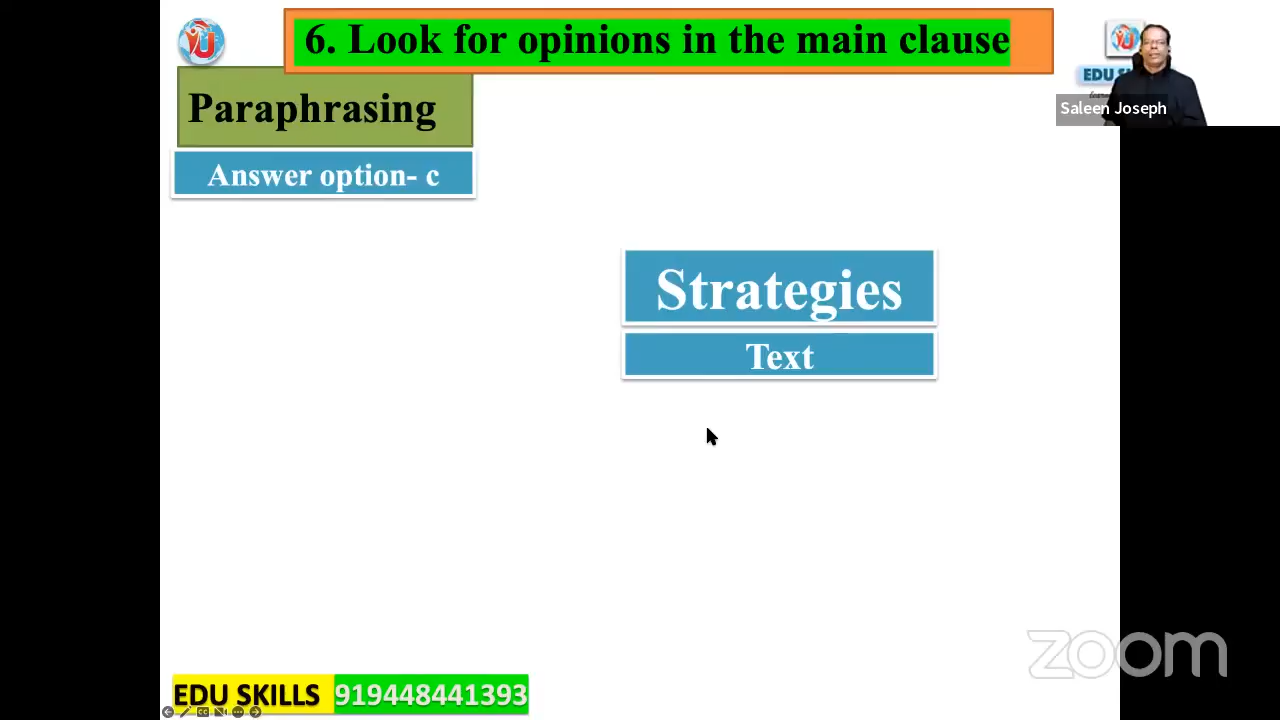 6. Look for opinions in the main clause
Paraphrasing
Answer option- c
EDU S
Saleen Joseph
Strategies
Text
zoom
EDU SKILLS 919448441393